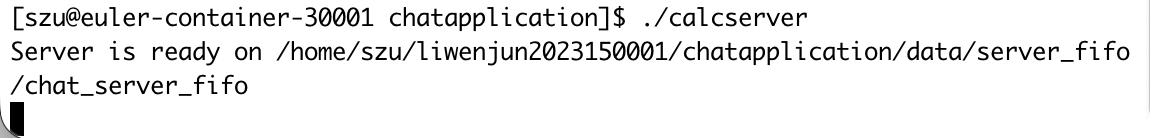 [szu@euler-container-30001 chatapplication]$ ./calcserver
Server is ready on /home/szu/liwenjun2023150001/chatapplication/data/server_fifo
/chat_server_fifo